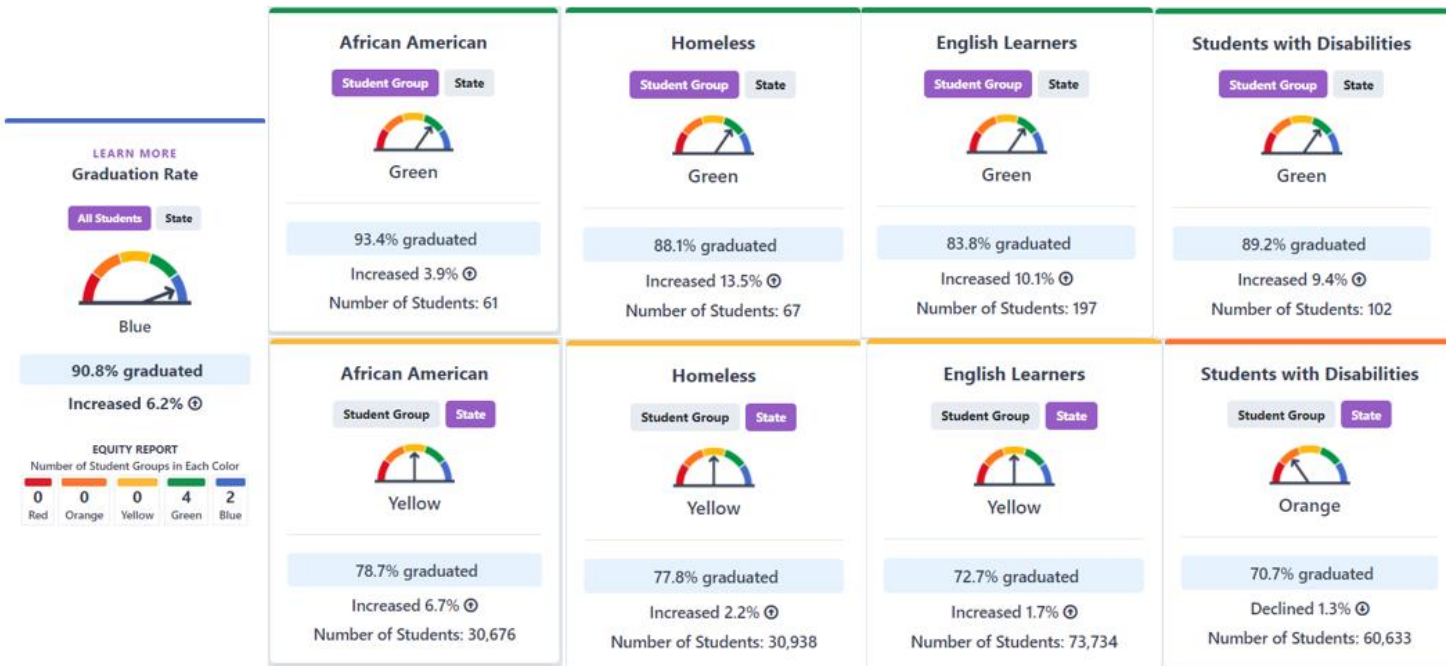 LEARN MORE
Graduation Rate
All Students State
Blue
90.8% graduated
Increased 6.2%
EQUITY REPORT
Number of Student Groups in Each Color
0 0 0 4 2
Red Orange Yellow Green Blue
African American
Student Group State
Green
93.4% graduated
Increased 3.9%
Number of Students: 61
Homeless
Student Group State
Green
88.1% graduated
Increased 13.5%
Number of Students: 67
English Learners
Student Group State
Green
83.8% graduated
Increased 10.1%
Number of Students: 197
Students with Disabilities
Student Group State
Green
89.2% graduated
Increased 9.4%
Number of Students: 102
African American
Student Group State
Yellow
78.7% graduated
Increased 6.7%
Number of Students: 30,676
Homeless
Student Group State
Yellow
77.8% graduated
Increased 2.2%
Number of Students: 30,938
English Learners
Student Group State
Yellow
72.7% graduated
Increased 1.7%
Number of Students: 73,734
Students with Disabilities
Student Group State
Orange
70.7% graduated
Declined 1.3%
Number of Students: 60,633